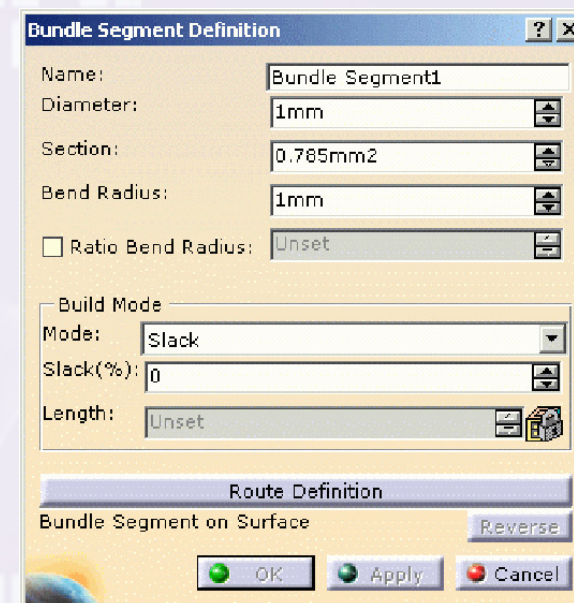 Bundle Segment Definition ? X
Name: Bundle Segment1
Diameter: 1mm
Section: 0.785mm2
Bend Radius: 1mm
Ratio Bend Radius: Unset
Build Mode
Mode: Slack
Slack(%): 0
Length: Unset
Route Definition
Bundle Segment on Surface Reverse
OK Apply Cancel